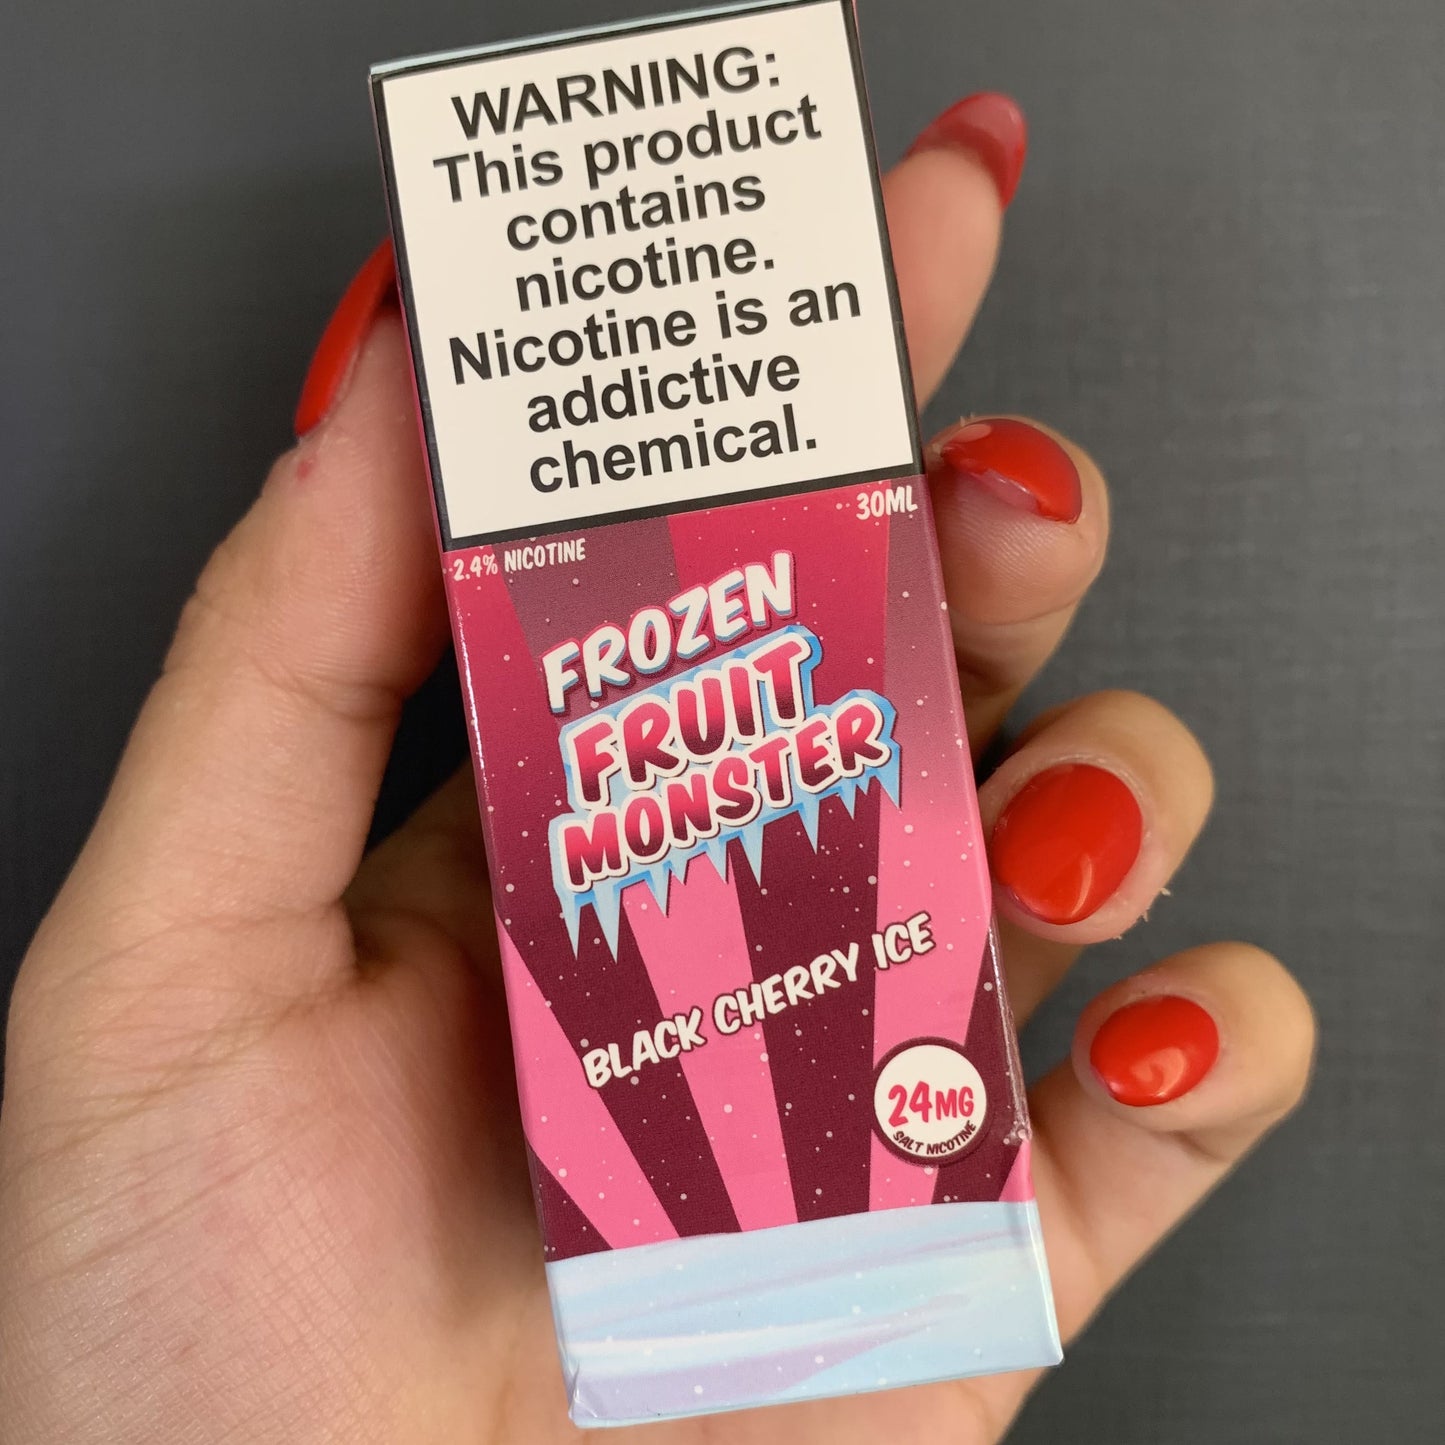 WARNING:
This product
contains
nicotine.
Nicotine is an
addictive
chemical.
30ML
2.4% NICOTINE
FROZEN
FRUIT
MONSTER
BLACK CHERRY ICE
24MG
SALT NICOTINE